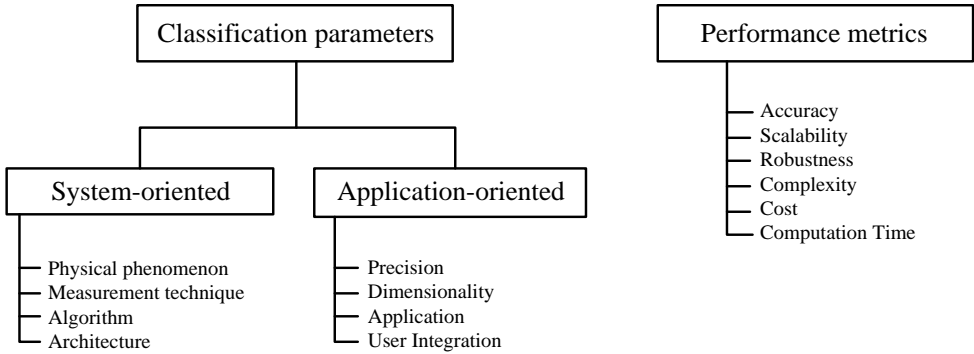 Classification parameters
System-oriented
Physical phenomenon
Measurement technique
Algorithm
Architecture
Application-oriented
Precision
Dimensionality
Application
User Integration
Performance metrics
Accuracy
Scalability
Robustness
Complexity
Cost
Computation Time